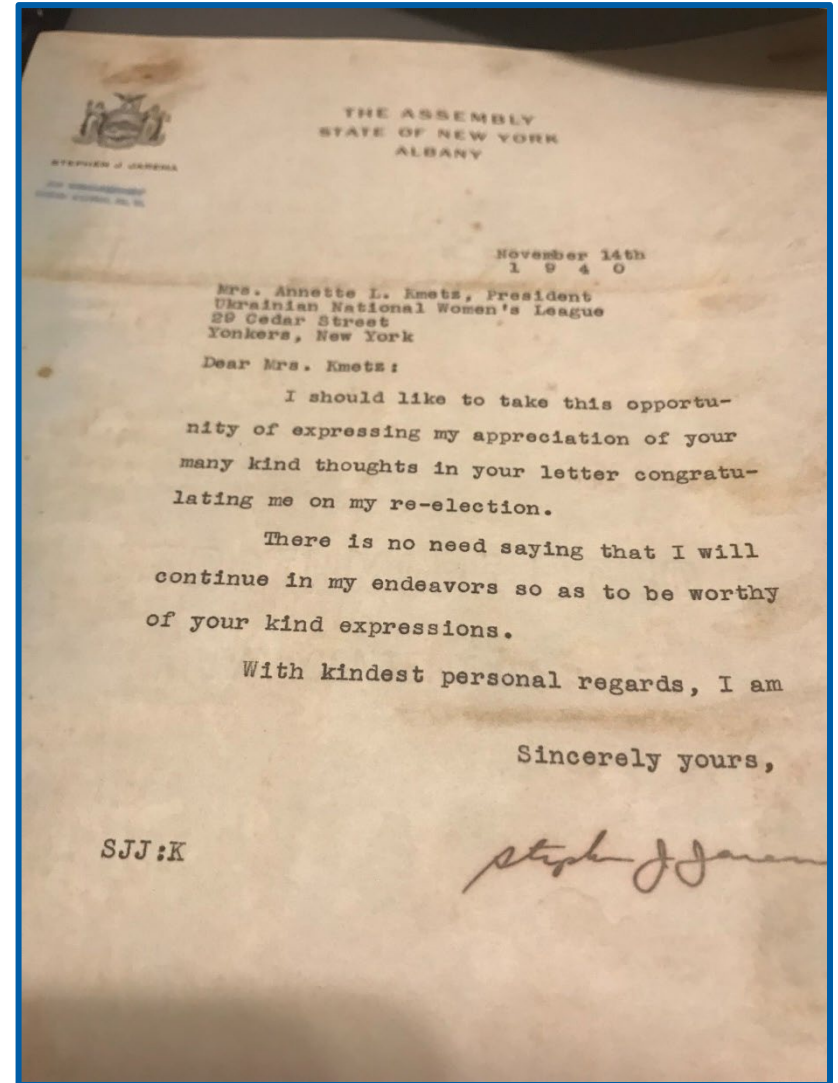 THE ASSEMBLY
STATE OF NEW YORK
ALBANY
STEPHEN J JAREMA
November 14th
1 9 4 0
Mrs. Annette L. Kmetz, President
Ukrainian National Women's League
29 Cedar Street
Yonkers, New York
Dear Mrs. Kmetz:
I should like to take this opportu-
nity of expressing my appreciation of your
many kind thoughts in your letter congratu-
lating me on my re-election.
There is no need saying that I will
continue in my endeavors so as to be worthy
of your kind expressions.
With kindest personal regards, I am
Sincerely yours,
SJJ:K
Stephen J Jarem